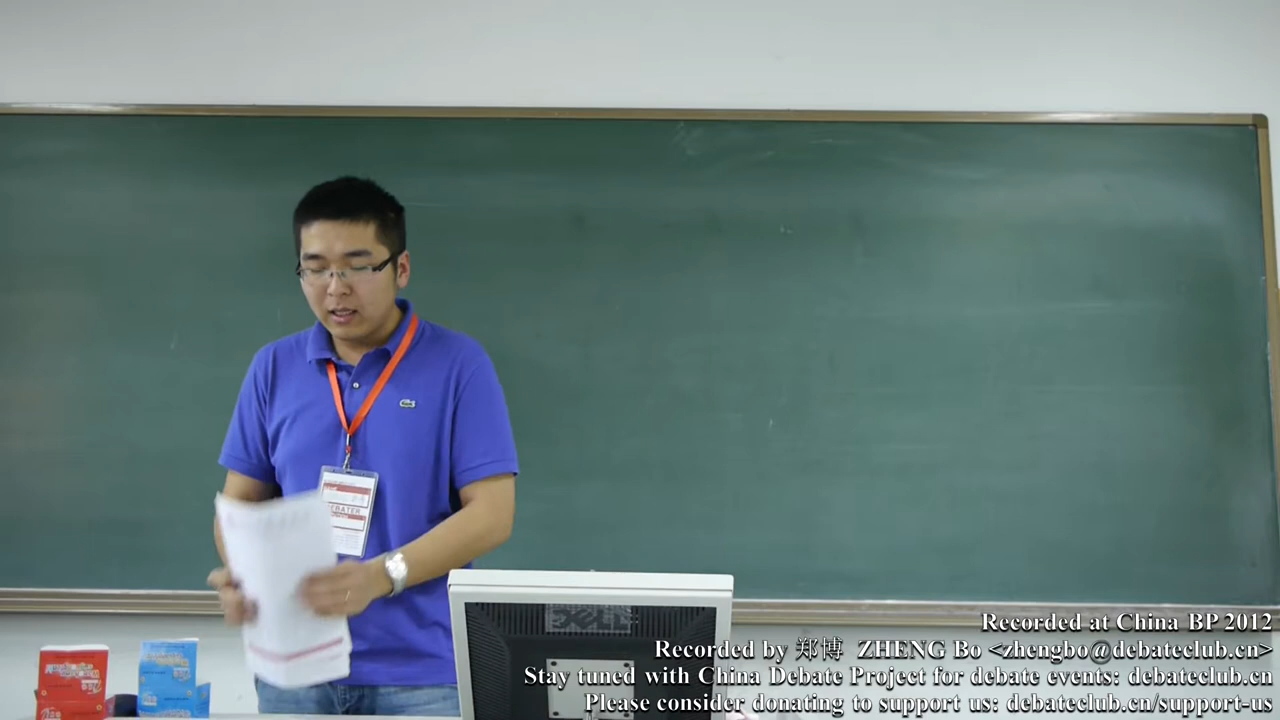 DEBATER
Recorded at China BP 2012
Recorded by 郑博 ZHENG Bo <zhengbo@debateclub.cn>
Stay tuned with China Debate Project for debate events: debateclub.cn
Please consider donating to support us: debateclub.cn/support-us